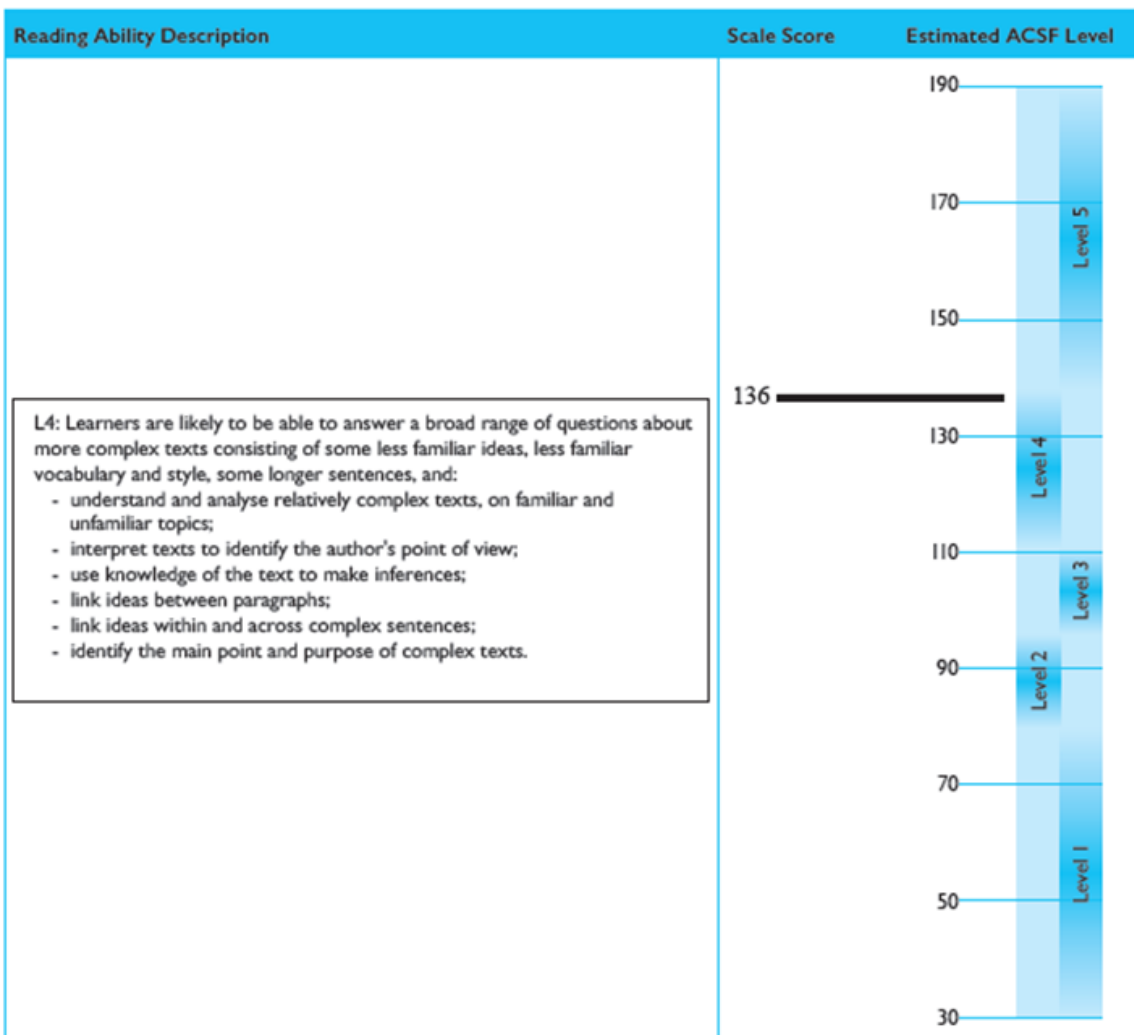 Reading Ability Description Scale Score Estimated ACSF Level
190
170
Level 5
150
136
L4: Learners are likely to be able to answer a broad range of questions about
more complex texts consisting of some less familiar ideas, less familiar
vocabulary and style, some longer sentences, and:
- understand and analyse relatively complex texts, on familiar and
unfamiliar topics;
- interpret texts to identify the author's point of view;
- use knowledge of the text to make inferences;
- link ideas between paragraphs;
- link ideas within and across complex sentences;
- identify the main point and purpose of complex texts.
130
Level 4
110
Level 3
90
Level 2
70
Level 1
50
30